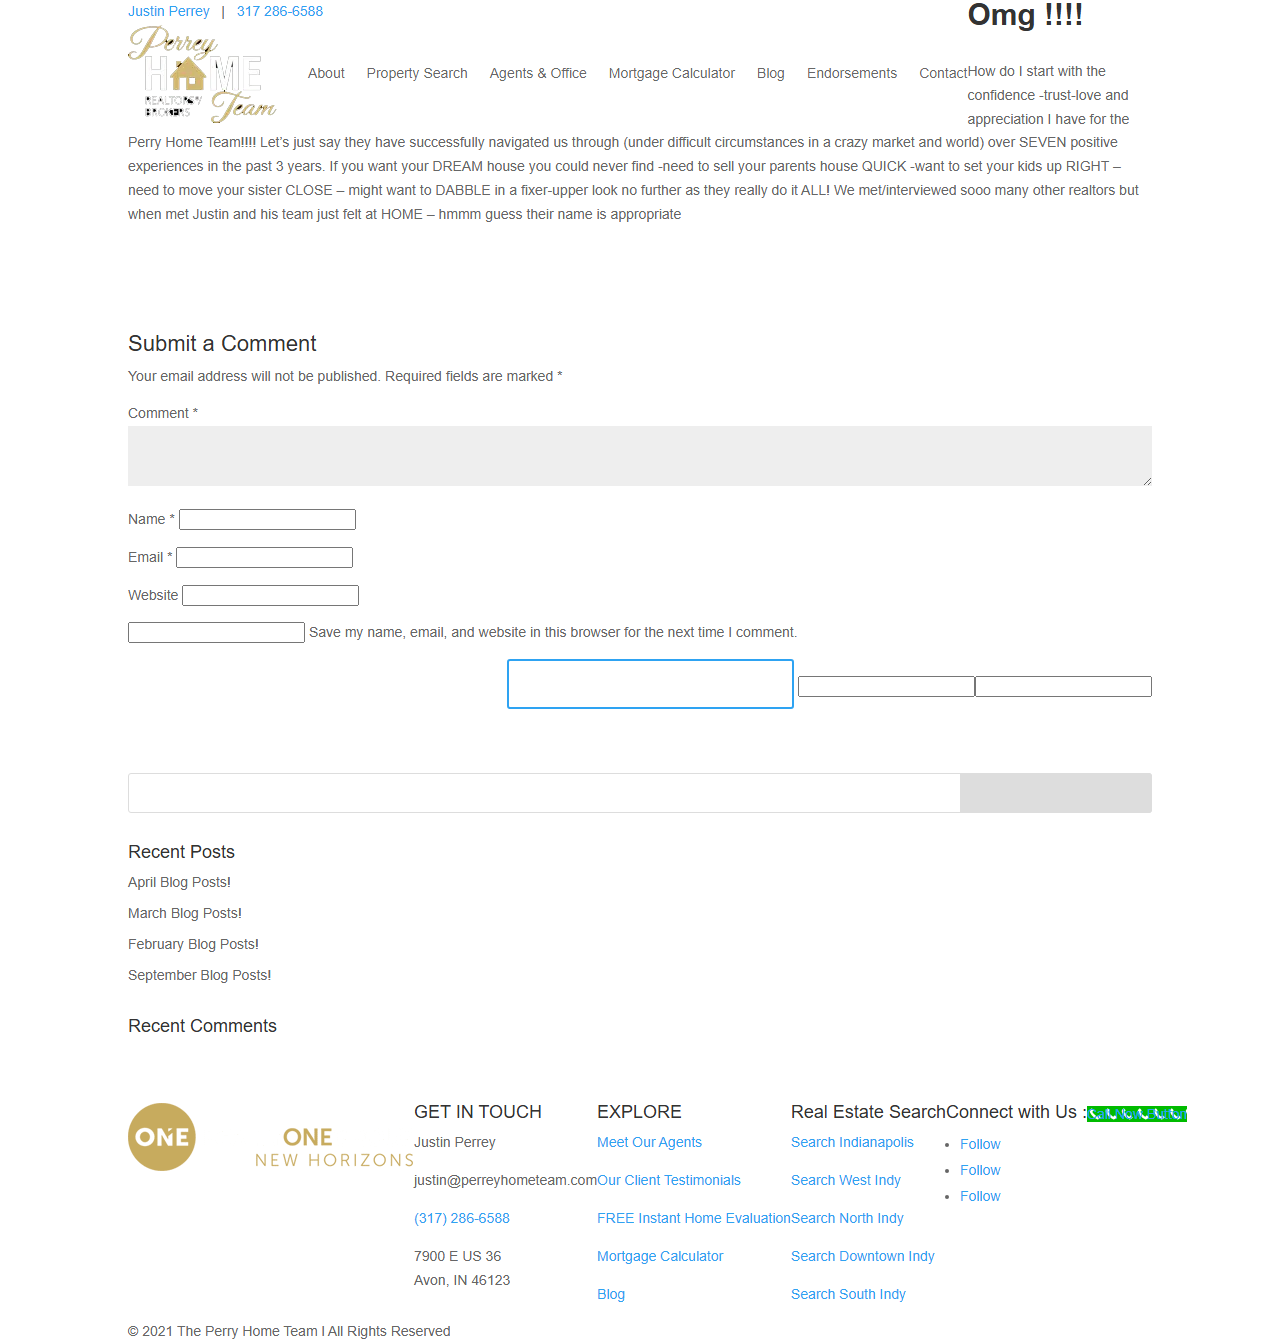 Justin Perrey | 317 286-6588
Perrey
HOME
REALTORS/
BROKERS
Team
About Property Search Agents & Office Mortgage Calculator Blog Endorsements Contact
Omg !!!!
How do I start with the
confidence -trust-love and
appreciation I have for the
Perry Home Team!!!! Let’s just say they have successfully navigated us through (under difficult circumstances in a crazy market and world) over SEVEN positive
experiences in the past 3 years. If you want your DREAM house you could never find -need to sell your parents house QUICK -want to set your kids up RIGHT –
need to move your sister CLOSE – might want to DABBLE in a fixer-upper look no further as they really do it ALL! We met/interviewed sooo many other realtors but
when met Justin and his team just felt at HOME – hmmm guess their name is appropriate
Submit a Comment
Your email address will not be published. Required fields are marked *
Comment *
Name *
Email *
Website
Save my name, email, and website in this browser for the next time I comment.
Recent Posts
April Blog Posts!
March Blog Posts!
February Blog Posts!
September Blog Posts!
Recent Comments
ONE
ONE
NEW HORIZONS
GET IN TOUCH
Justin Perrey
justin@perreyhometeam.com
(317) 286-6588
7900 E US 36
Avon, IN 46123
EXPLORE
Meet Our Agents
Our Client Testimonials
FREE Instant Home Evaluation
Mortgage Calculator
Blog
Real Estate Search
Search Indianapolis
Search West Indy
Search North Indy
Search Downtown Indy
Search South Indy
Connect with Us :
Follow
Follow
Follow
Call Now Button
© 2021 The Perry Home Team I All Rights Reserved